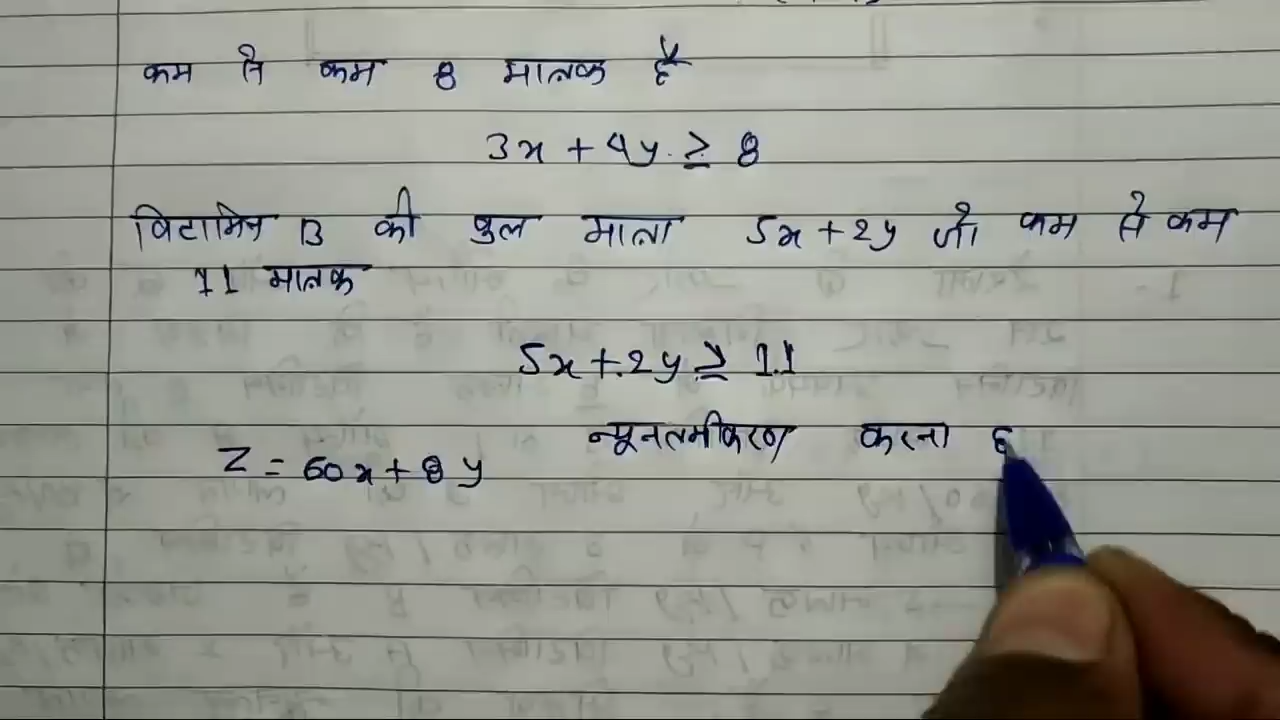 कम से कम 8 मात्रक है
3x + 4y ≥ 8
विटामिन B की कुल मात्रा 5x + 2y जो कम से कम
11 मात्रक
5x + 2y ≥ 11
न्यूनतमीकरण करना ह
Z = 60x + 8y